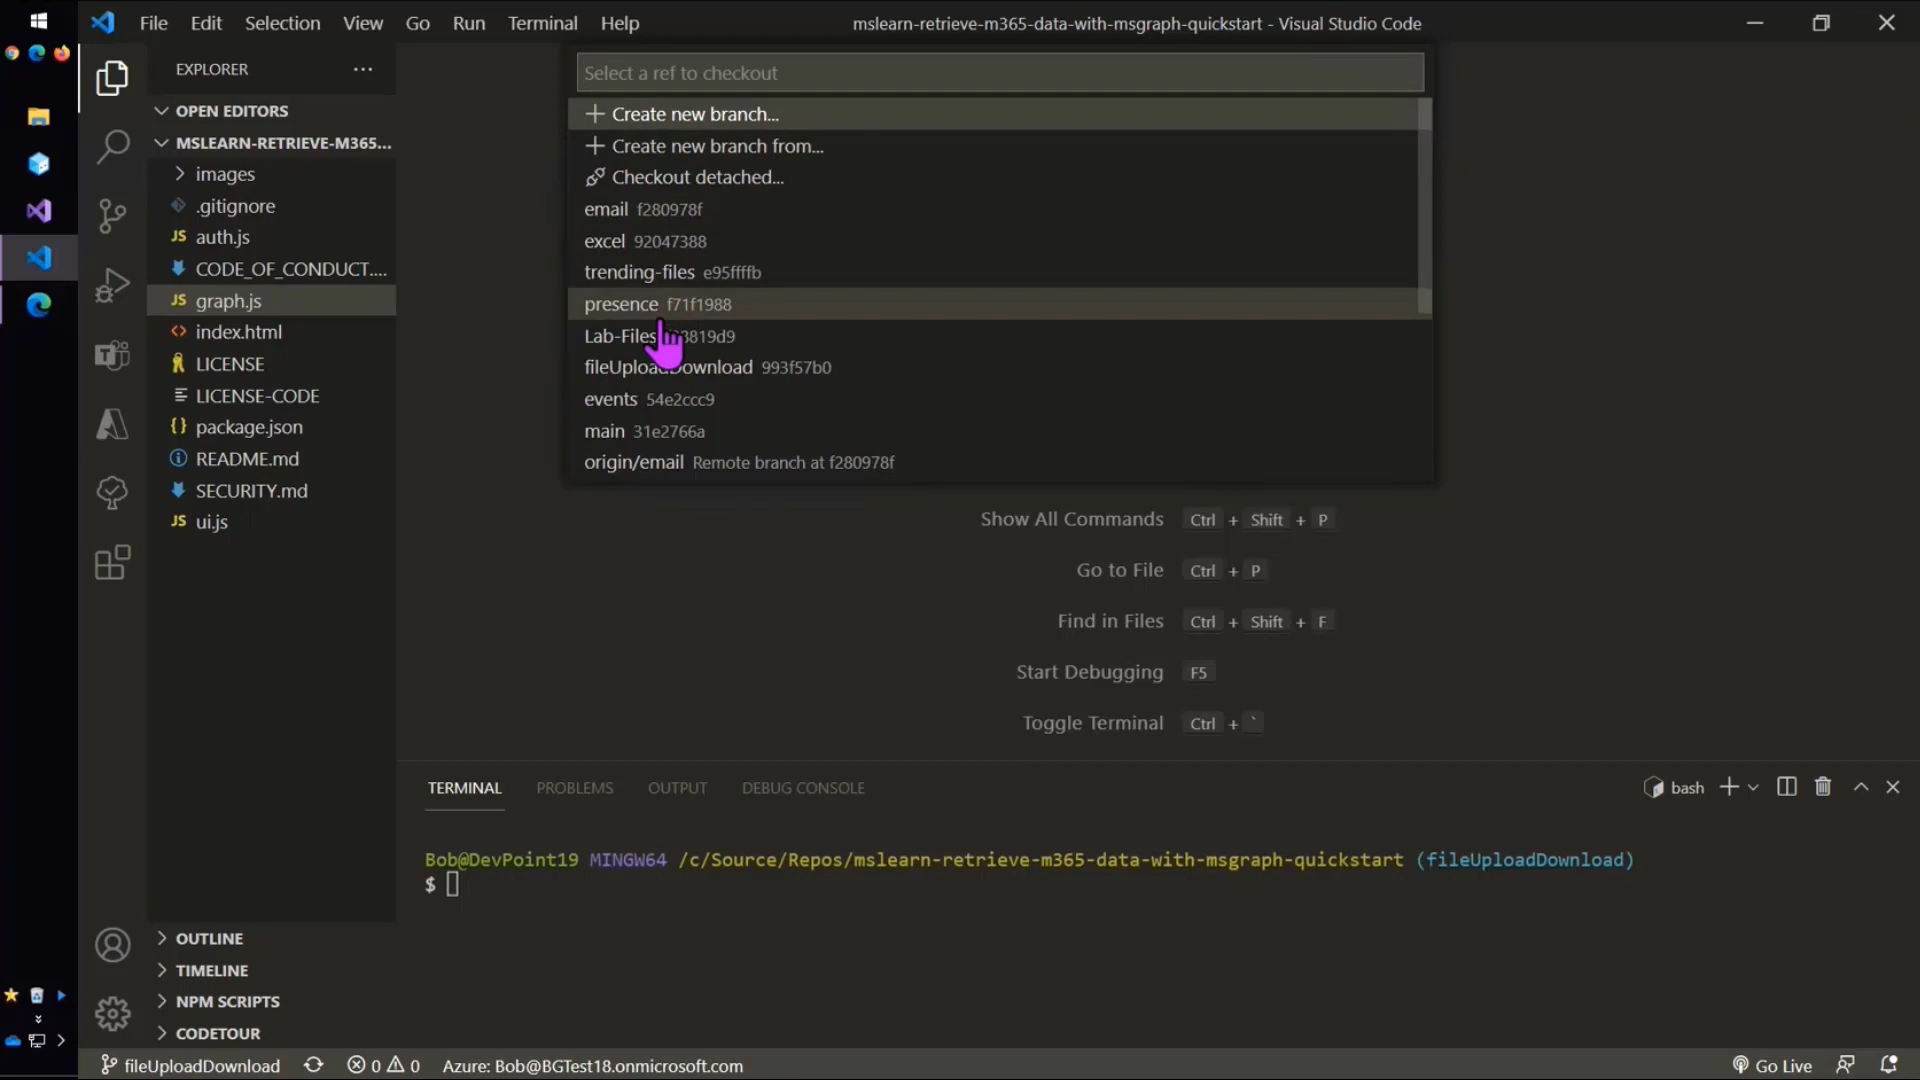 File Edit Selection View Go Run Terminal Help
mslearn-retrieve-m365-data-with-msgraph-quickstart - Visual Studio Code
EXPLORER
OPEN EDITORS
MSLEARN-RETRIEVE-M365...
images
.gitignore
JS auth.js
CODE_OF_CONDUCT....
JS graph.js
<> index.html
LICENSE
LICENSE-CODE
{} package.json
README.md
SECURITY.md
JS ui.js
OUTLINE
TIMELINE
NPM SCRIPTS
CODETOUR
Select a ref to checkout
Create new branch...
Create new branch from...
Checkout detached...
email f280978f
excel 92047388
trending-files e95ffffb
presence f71f1988
Lab-Files 3819d9
fileUploadDownload 993f57b0
events 54e2ccc9
main 31e2766a
origin/email Remote branch at f280978f
Show All Commands Ctrl + Shift + P
Go to File Ctrl + P
Find in Files Ctrl + Shift + F
Start Debugging F5
Toggle Terminal Ctrl + `
TERMINAL PROBLEMS OUTPUT DEBUG CONSOLE
bash
Bob@DevPoint19 MINGW64 /c/Source/Repos/mslearn-retrieve-m365-data-with-msgraph-quickstart (fileUploadDownload)
$
fileUploadDownload 0 0 Azure: Bob@BGTest18.onmicrosoft.com Go Live